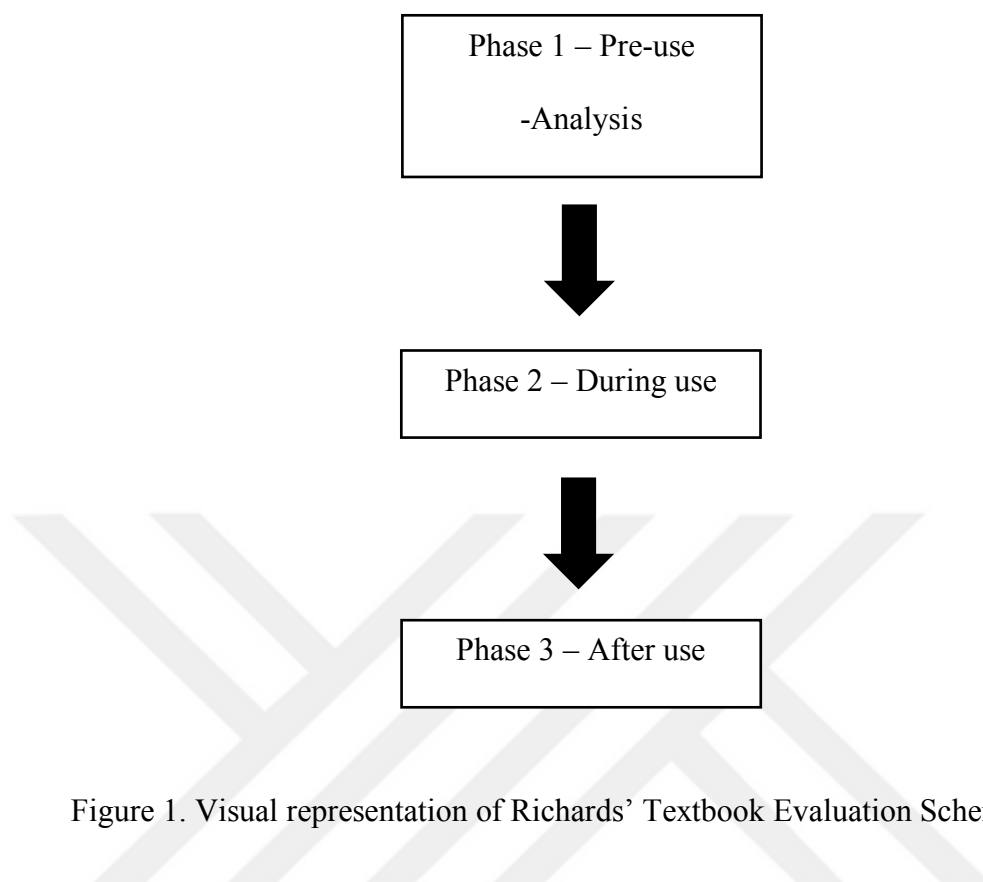 Phase 1 – Pre-use
-Analysis
Phase 2 – During use
Phase 3 – After use
Figure 1. Visual representation of Richards’ Textbook Evaluation